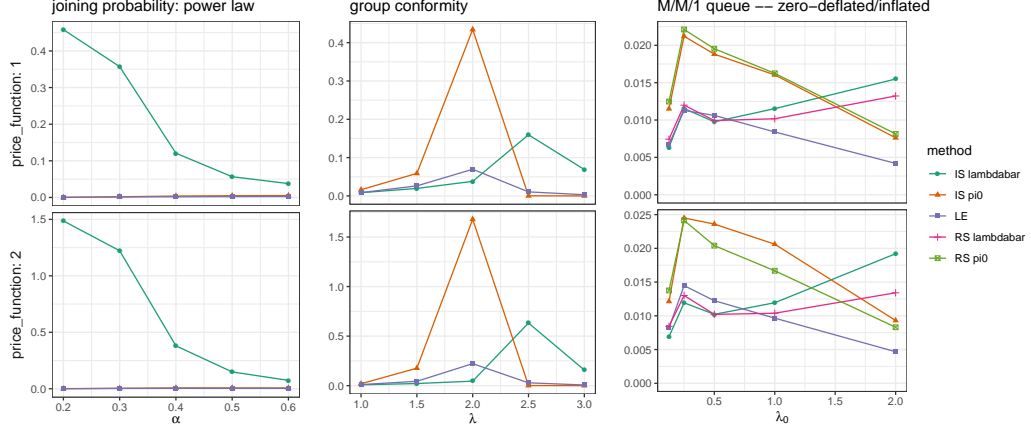 joining probability: power law
group conformity
M/M/1 queue −− zero−deflated/inflated
price_function: 1
0.4
0.3
0.2
0.1
0.0
0.4
0.3
0.2
0.1
0.0
0.020
0.015
0.010
0.005
0.000
price_function: 2
1.5
1.0
0.5
0.0
1.5
1.0
0.5
0.0
0.025
0.020
0.015
0.010
0.005
0.000
0.2 0.3 0.4 0.5 0.6
α
1.0 1.5 2.0 2.5 3.0
λ
0.5 1.0 1.5 2.0
λ0
method
IS lambdabar
IS pi0
LE
RS lambdabar
RS pi0